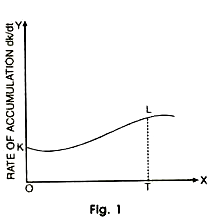 Y
RATE OF ACCUMULATION dk/dt
L
K
O
T
X
Fig. 1